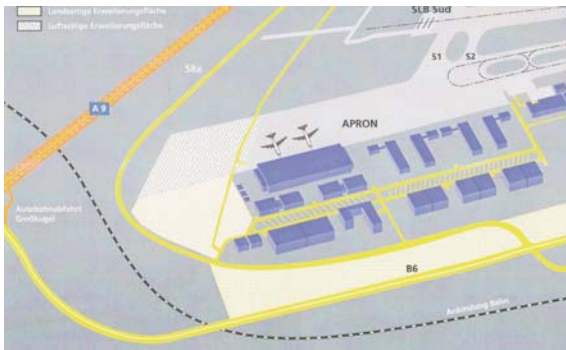 Landseitige Erweiterungsfläche
Luftseitige Erweiterungsfläche
SLB Süd
S1
S2
S8a
A 9
APRON
Autobahnabfahrt
Großkugel
B6
Anbindung Bahn